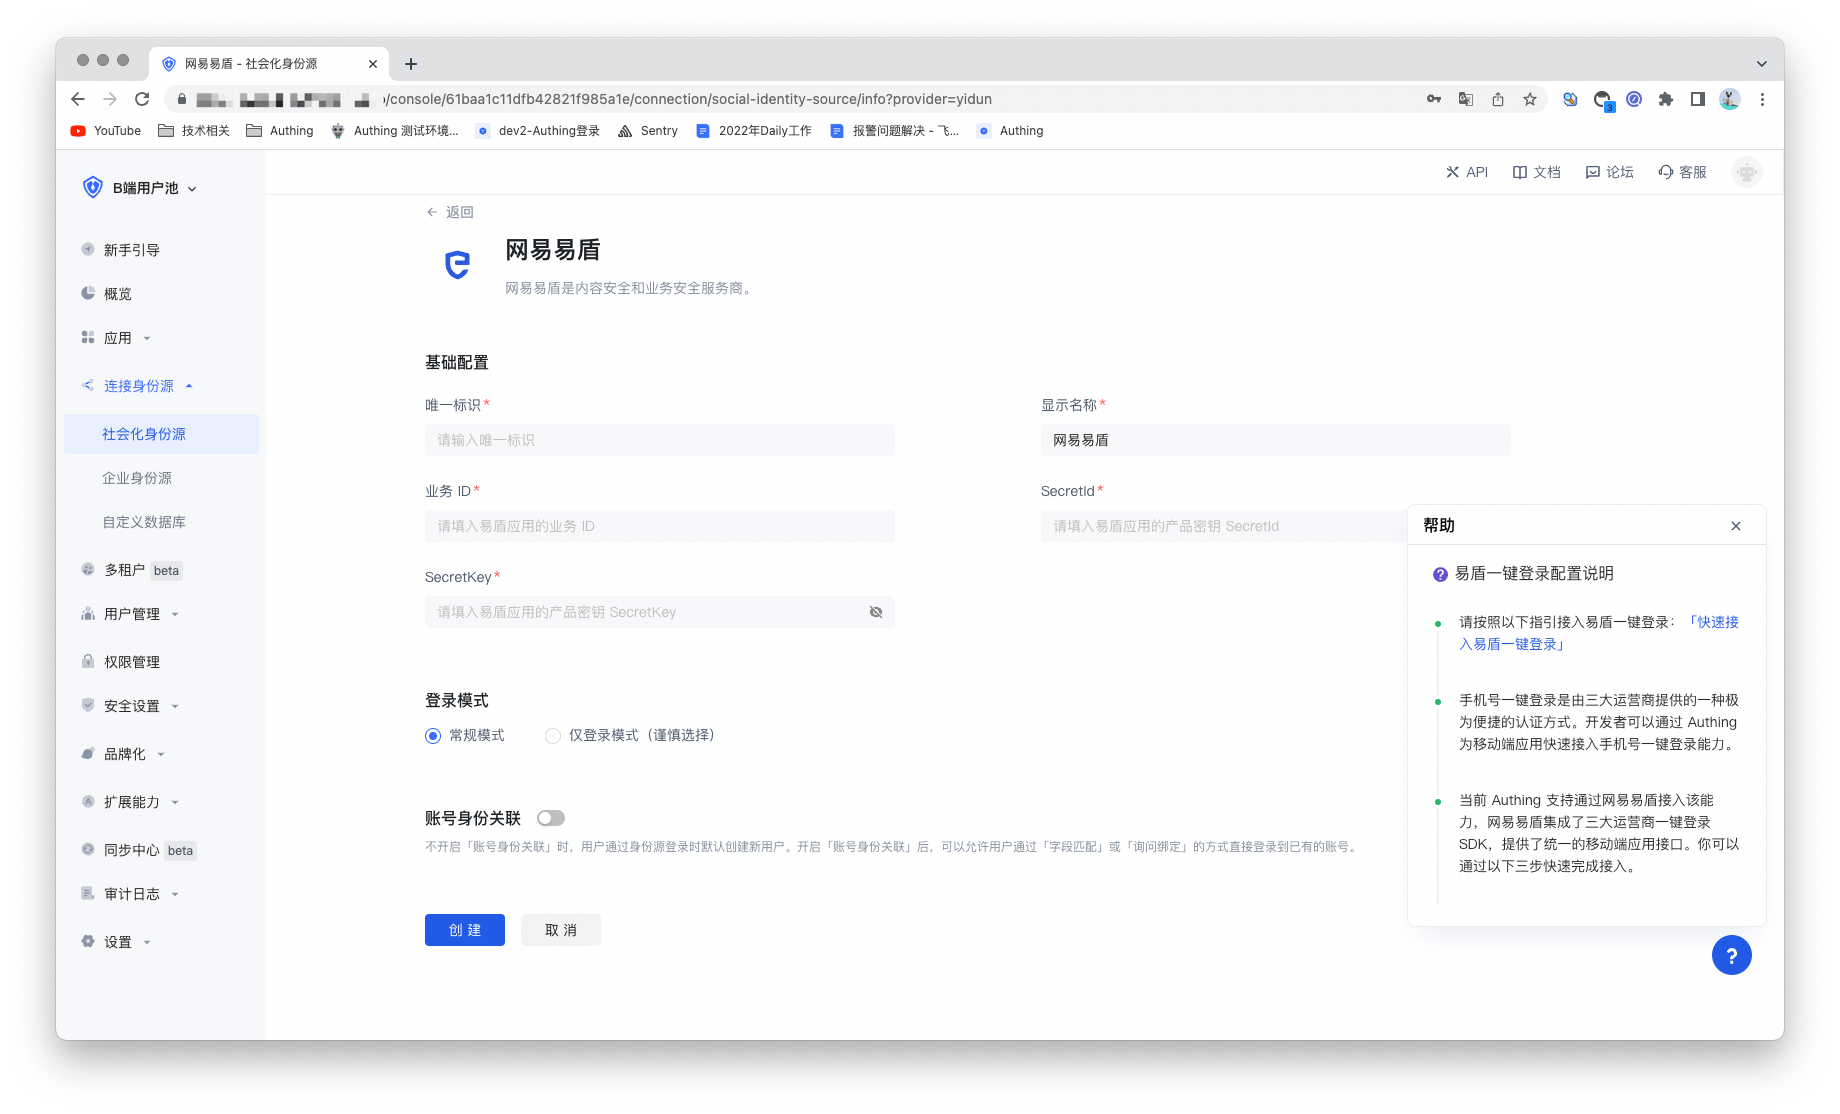 网易易盾 - 社会化身份源
/console/61baa1c11dfb42821f985a1e/connection/social-identity-source/info?provider=yidun
3
YouTube 技术相关 Authing Authing 测试环境... dev2-Authing登录 Sentry 2022年Daily工作 报警问题解决 - 飞... Authing
B端用户池
API 文档 论坛 客服
新手引导
概览
应用
连接身份源
社会化身份源
企业身份源
自定义数据库
多租户 beta
用户管理
权限管理
安全设置
品牌化
扩展能力
同步中心 beta
审计日志
设置
返回
网易易盾
网易易盾是内容安全和业务安全服务商。
基础配置
唯一标识*
请输入唯一标识
显示名称*
网易易盾
业务 ID*
请填入易盾应用的业务 ID
SecretId*
请填入易盾应用的产品密钥 SecretId
SecretKey*
请填入易盾应用的产品密钥 SecretKey
登录模式
常规模式 仅登录模式（谨慎选择）
账号身份关联
不开启「账号身份关联」时，用户通过身份源登录时默认创建新用户。开启「账号身份关联」后，可以允许用户通过「字段匹配」或「询问绑定」的方式直接登录到已有的账号。
创 建 取 消
帮助
? 易盾一键登录配置说明
请按照以下指引接入易盾一键登录：「快速接
入易盾一键登录」
手机号一键登录是由三大运营商提供的一种极
为便捷的认证方式。开发者可以通过 Authing
为移动端应用快速接入手机号一键登录能力。
当前 Authing 支持通过网易易盾接入该能
力，网易易盾集成了三大运营商一键登录
SDK，提供了统一的移动端应用接口。你可以
通过以下三步快速完成接入。
?